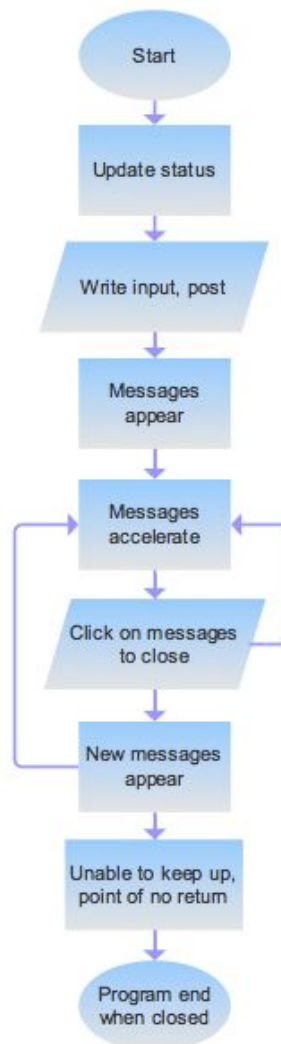 Start
Update status
Write input, post
Messages
appear
Messages
accelerate
Click on messages
to close
New messages
appear
Unable to keep up,
point of no return
Program end
when closed